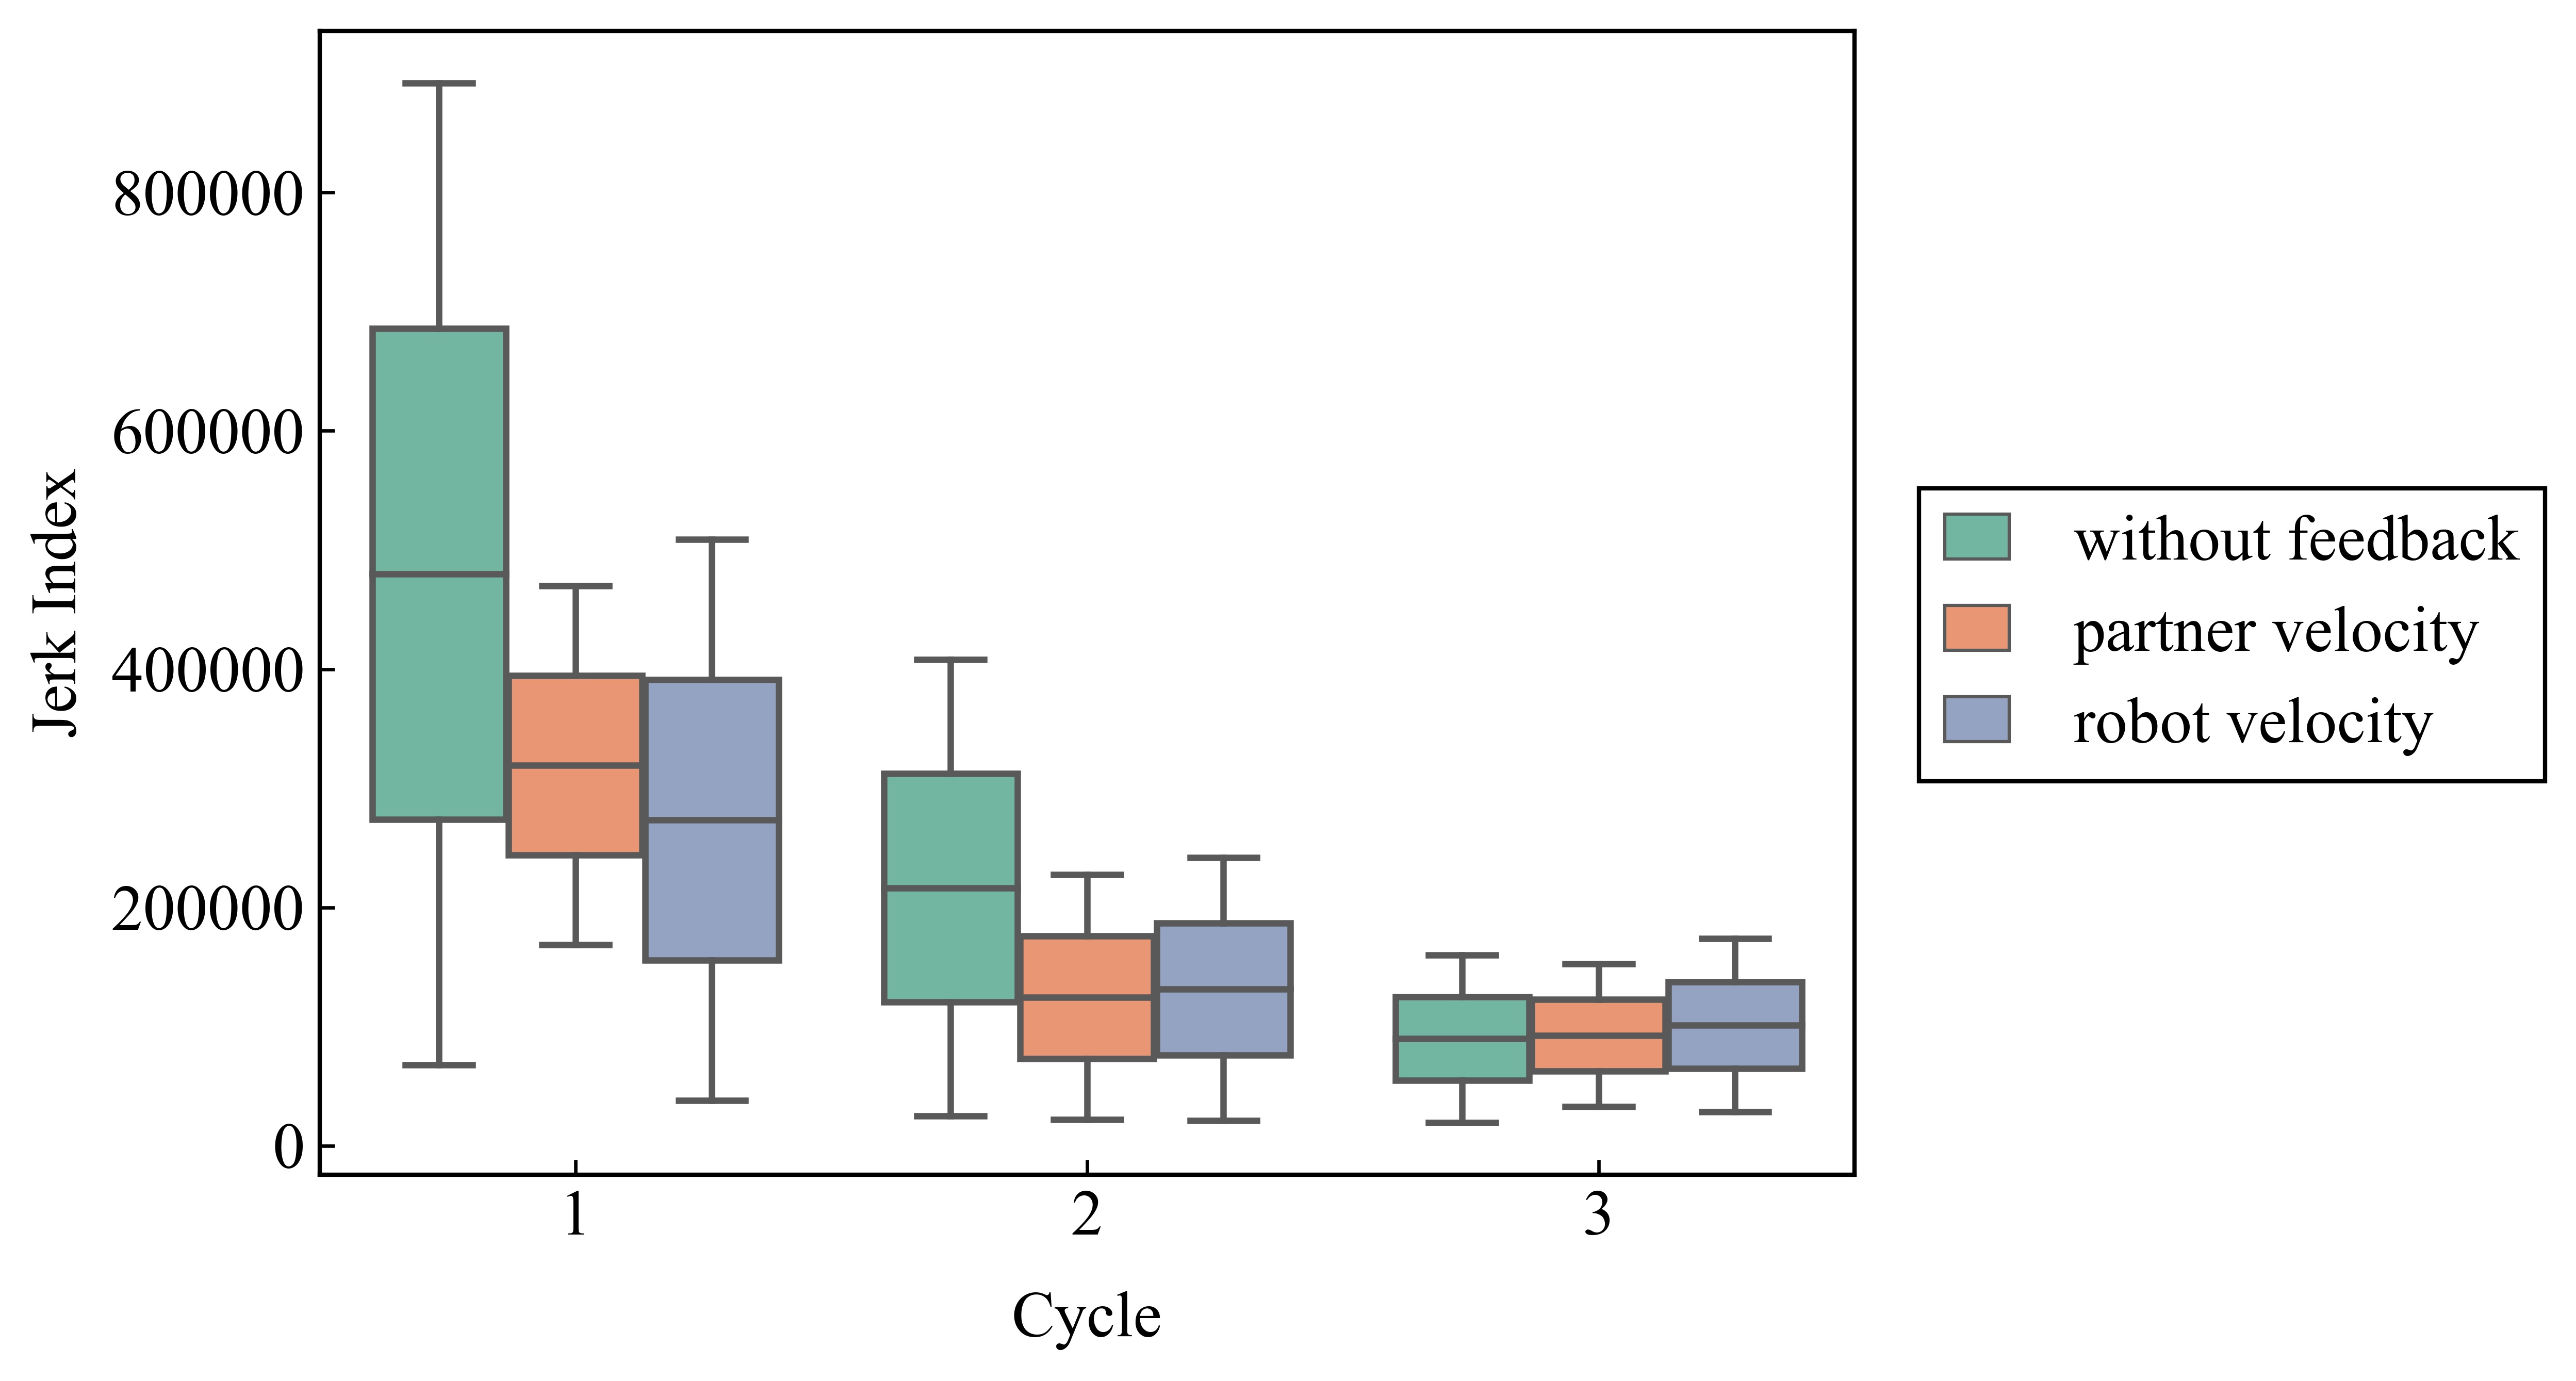 800000
600000
400000
200000
0
Jerk Index
1
2
3
Cycle
without feedback
partner velocity
robot velocity